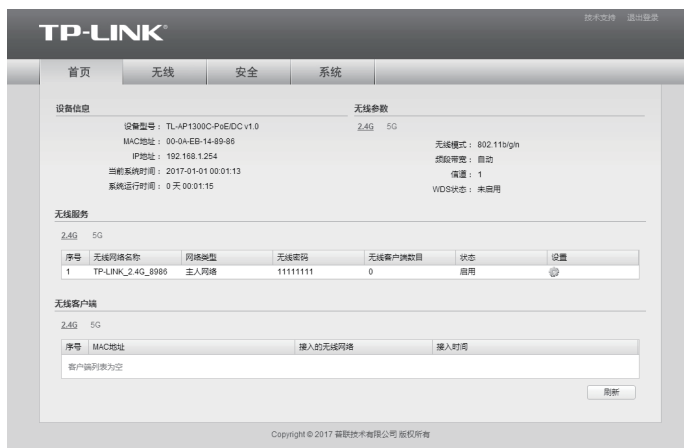 技术支持 退出登录
TP-LINK®
首页 无线 安全 系统
设备信息
设备型号： TL-AP1300C-PoE/DC v1.0
MAC地址： 00-0A-EB-14-89-86
IP地址： 192.168.1.254
当前系统时间： 2017-01-01 00:01:13
系统运行时间： 0 天 00:01:15
无线参数
2.4G 5G
无线模式： 802.11b/g/n
频段带宽： 自动
信道： 1
WDS状态： 未启用
无线服务
2.4G 5G
序号 无线网络名称 网络类型 无线密码 无线客户端数目 状态 设置
1 TP-LINK_2.4G_8986 主人网络 11111111 0 启用
无线客户端
2.4G 5G
序号 MAC地址 接入的无线网络 接入时间
客户端列表为空
刷新
Copyright © 2017 普联技术有限公司 版权所有